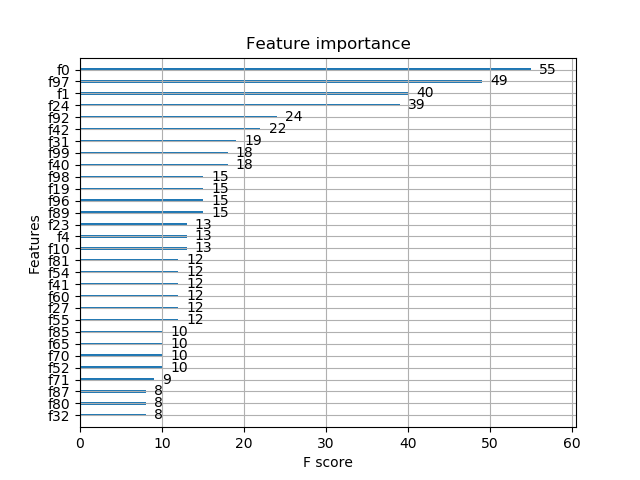 Feature importance
Features
f0 55
f97 49
f1 40
f24 39
f92 24
f42 22
f31 19
f99 18
f40 18
f98 15
f19 15
f96 15
f89 15
f23 13
f4 13
f10 13
f81 12
f54 12
f41 12
f60 12
f27 12
f55 12
f85 10
f65 10
f70 10
f52 10
f71 9
f87 8
f80 8
f32 8
0 10 20 30 40 50 60
F score